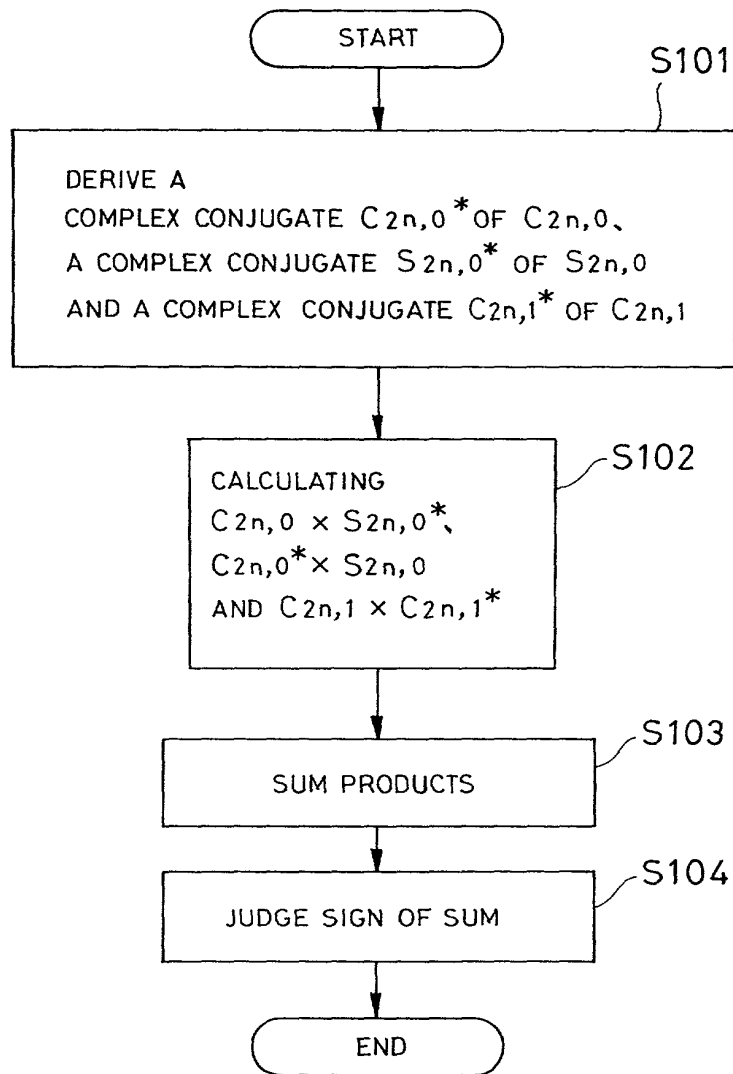 START
S101
DERIVE A
COMPLEX CONJUGATE C2n,0* OF C2n,0、
A COMPLEX CONJUGATE S2n,0* OF S2n,0
AND A COMPLEX CONJUGATE C2n,1* OF C2n,1
S102
CALCULATING
C2n,0 × S2n,0*、
C2n,0* × S2n,0
AND C2n,1 × C2n,1*
S103
SUM PRODUCTS
S104
JUDGE SIGN OF SUM
END